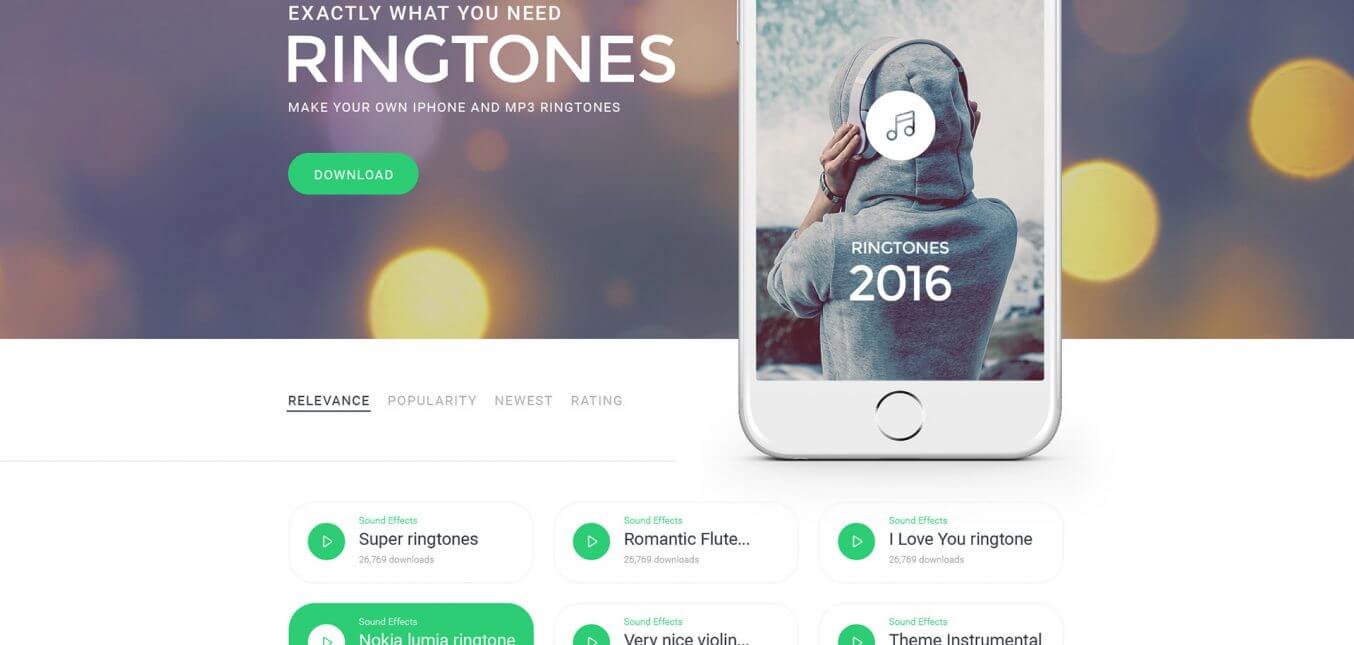 EXACTLY WHAT YOU NEED
RINGTONES
MAKE YOUR OWN IPHONE AND MP3 RINGTONES
DOWNLOAD
RINGTONES
2016
RELEVANCE POPULARITY NEWEST RATING
Sound Effects
Super ringtones
26,769 downloads
Sound Effects
Romantic Flute...
26,769 downloads
Sound Effects
I Love You ringtone
26,769 downloads
Sound Effects
Nokia lumia ringtone
Sound Effects
Very nice violin...
Sound Effects
Theme Instrumental